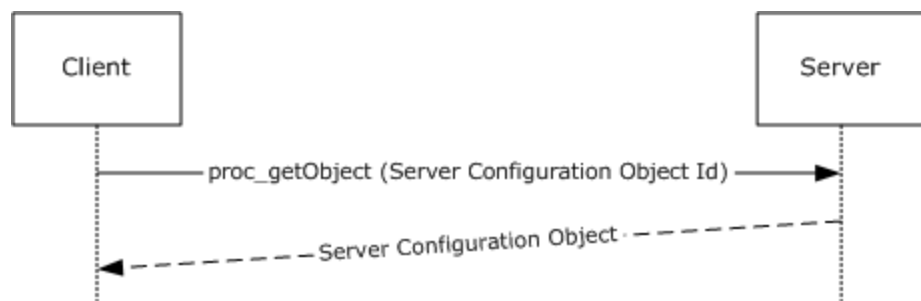 Client
Server
proc_getObject (Server Configuration Object Id)
Server Configuration Object